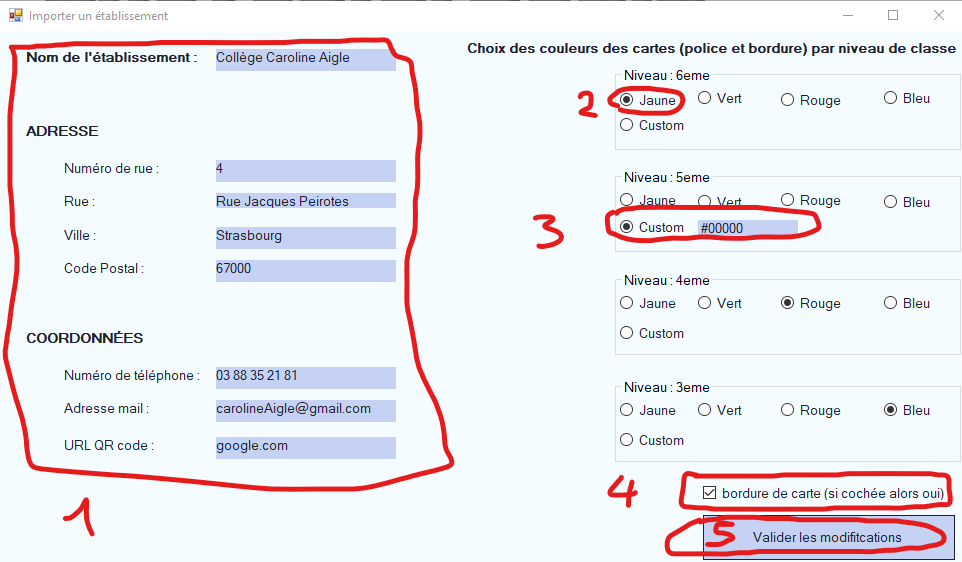 Importer un établissement
Nom de l'établissement : Collège Caroline Aigle
ADRESSE
Numéro de rue : 4
Rue : Rue Jacques Peirotes
Ville : Strasbourg
Code Postal : 67000
COORDONNÉES
Numéro de téléphone : 03 88 35 21 81
Adresse mail : carolineAigle@gmail.com
URL QR code : google.com
1
Choix des couleurs des cartes (police et bordure) par niveau de classe
Niveau : 6eme
2 Jaune Vert Rouge Bleu
Custom
Niveau : 5eme
Jaune Vert Rouge Bleu
3 Custom #00000
Niveau : 4eme
Jaune Vert Rouge Bleu
Custom
Niveau : 3eme
Jaune Vert Rouge Bleu
Custom
4 bordure de carte (si cochée alors oui)
5 Valider les modifitcations